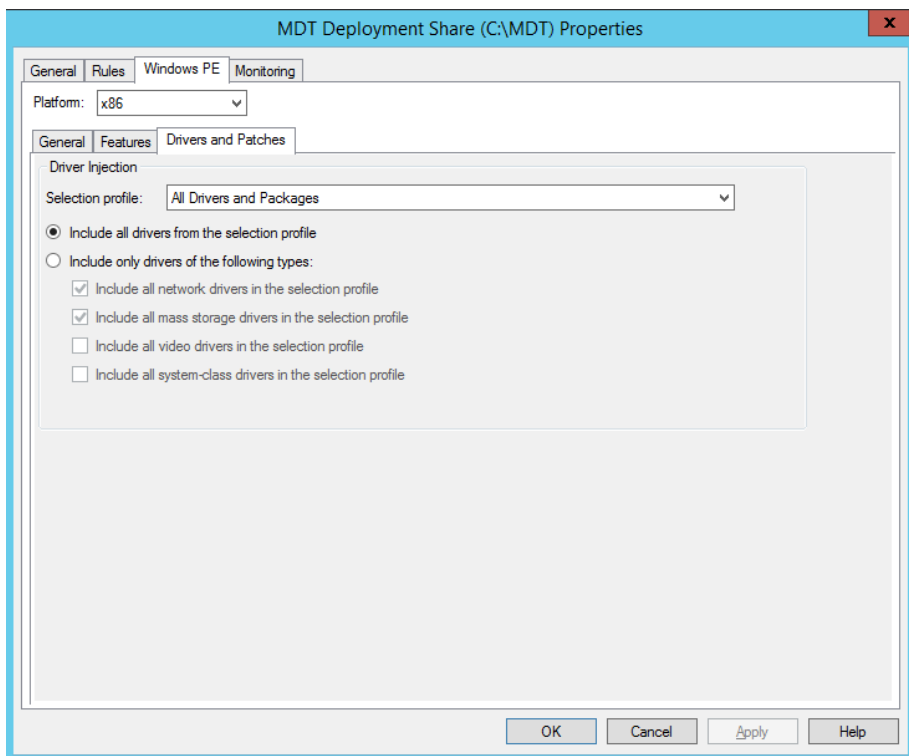 MDT Deployment Share (C:\MDT) Properties
x
General Rules Windows PE Monitoring
Platform: x86
General Features Drivers and Patches
Driver Injection
Selection profile: All Drivers and Packages
Include all drivers from the selection profile
Include only drivers of the following types:
Include all network drivers in the selection profile
Include all mass storage drivers in the selection profile
Include all video drivers in the selection profile
Include all system-class drivers in the selection profile
OK Cancel Apply Help